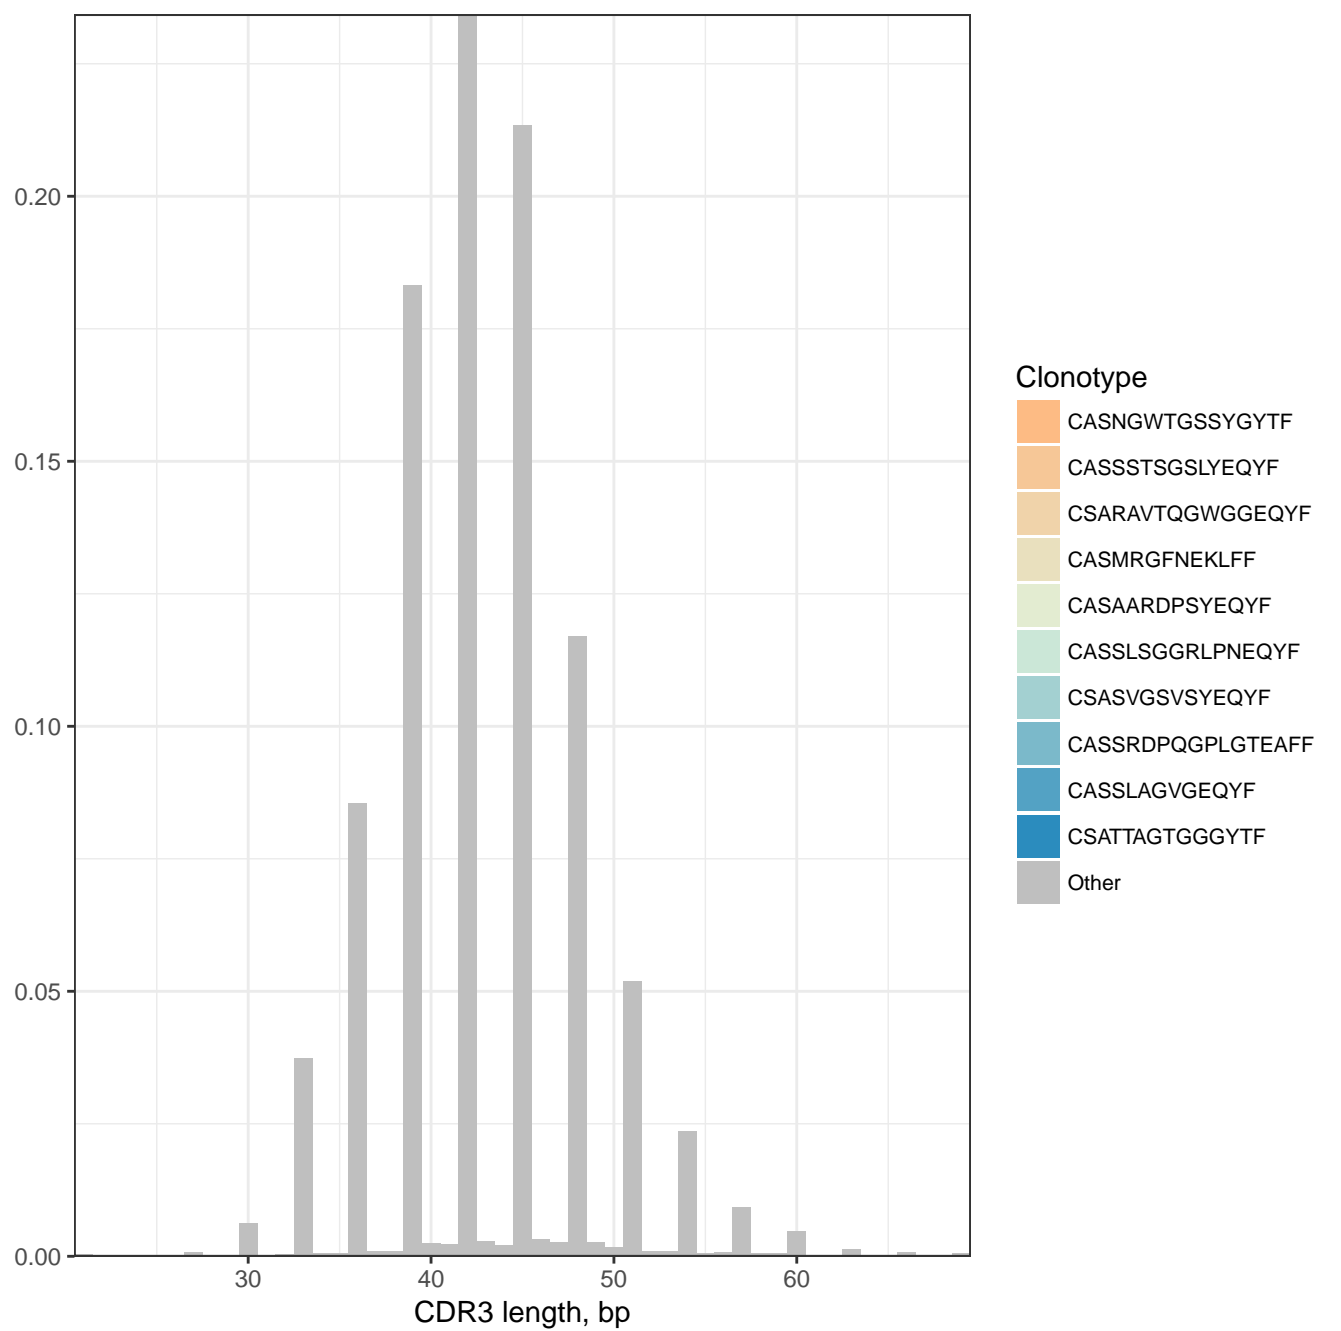 0.20
0.15
0.10
0.05
0.00
30 40 50 60
CDR3 length, bp
Clonotype
CASNGWTGSSYGYTF
CASSSTSGSLYEQYF
CSARAVTQGWGGEQYF
CASMRGFNEKLFF
CASAARDPSYEQYF
CASSLSGGRLPNEQYF
CSASVGSVSYEQYF
CASSRDPQGPLGTEAFF
CASSLAGVGEQYF
CSATTAGTGGGYTF
Other